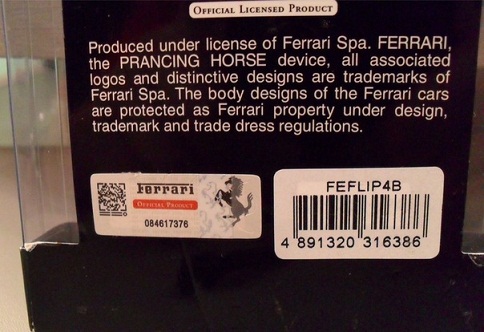 OFFICIAL LICENSED PRODUCT
Produced under license of Ferrari Spa. FERRARI,
the PRANCING HORSE device, all associated
logos and distinctive designs are trademarks of
Ferrari Spa. The body designs of the Ferrari cars
are protected as Ferrari property under design,
trademark and trade dress regulations.
Ferrari
OFFICIAL PRODUCT
084617376
FEFLIP4B
4 891320 316386